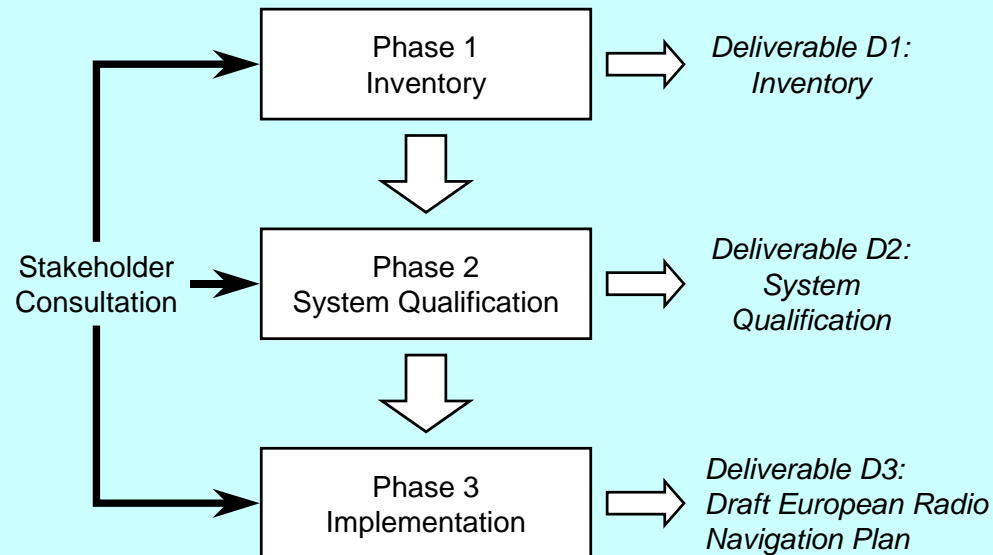 Phase 1
Inventory
Deliverable D1:
Inventory
Stakeholder
Consultation
Phase 2
System Qualification
Deliverable D2:
System
Qualification
Phase 3
Implementation
Deliverable D3:
Draft European Radio
Navigation Plan